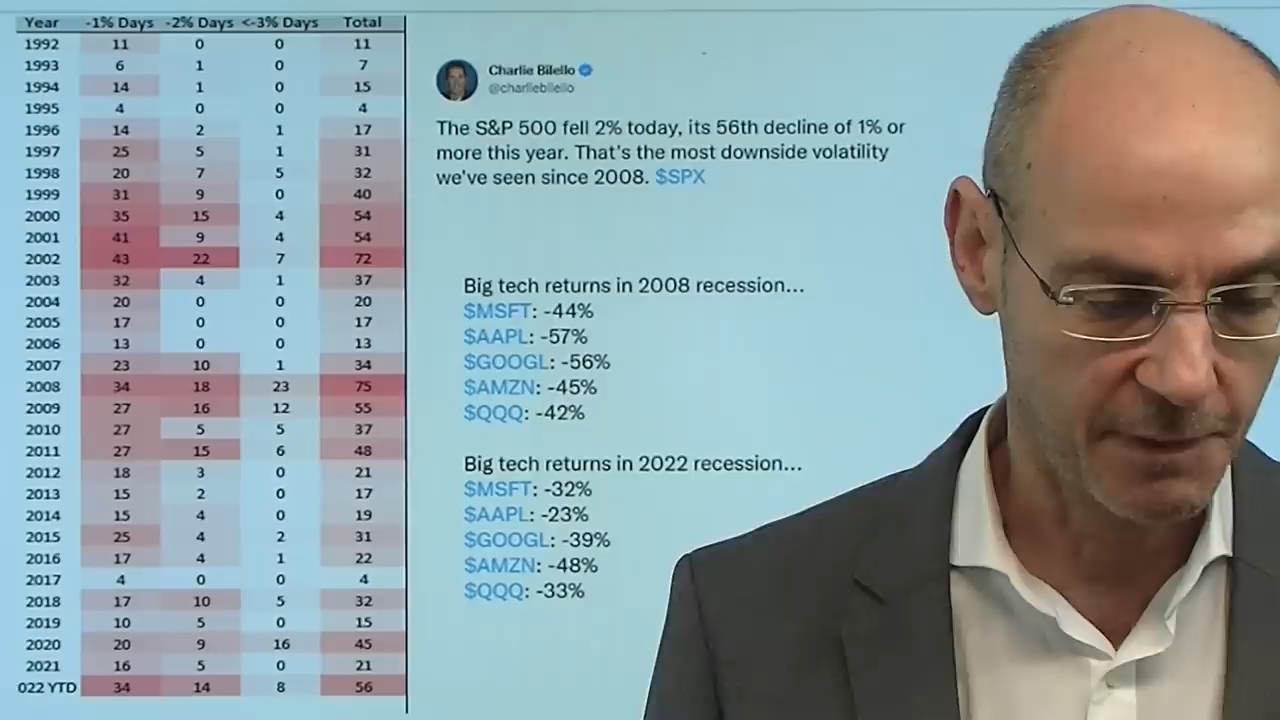 Year -1% Days -2% Days <-3% Days Total
1992 11 0 0 11
1993 6 1 0 7
1994 14 1 0 15
1995 4 0 0 4
1996 14 2 1 17
1997 25 5 1 31
1998 20 7 5 32
1999 31 9 0 40
2000 35 15 4 54
2001 41 9 4 54
2002 43 22 7 72
2003 32 4 1 37
2004 20 0 0 20
2005 17 0 0 17
2006 13 0 0 13
2007 23 10 1 34
2008 34 18 23 75
2009 27 16 12 55
2010 27 5 5 37
2011 27 15 6 48
2012 18 3 0 21
2013 15 2 0 17
2014 15 4 0 19
2015 25 4 2 31
2016 17 4 1 22
2017 4 0 0 4
2018 17 10 5 32
2019 10 5 0 15
2020 20 9 16 45
2021 16 5 0 21
022 YTD 34 14 8 56
Charlie Bilello
@charliebilello
The S&P 500 fell 2% today, its 56th decline of 1% or
more this year. That's the most downside volatility
we've seen since 2008. $SPX
Big tech returns in 2008 recession...
$MSFT: -44%
$AAPL: -57%
$GOOGL: -56%
$AMZN: -45%
$QQQ: -42%
Big tech returns in 2022 recession...
$MSFT: -32%
$AAPL: -23%
$GOOGL: -39%
$AMZN: -48%
$QQQ: -33%